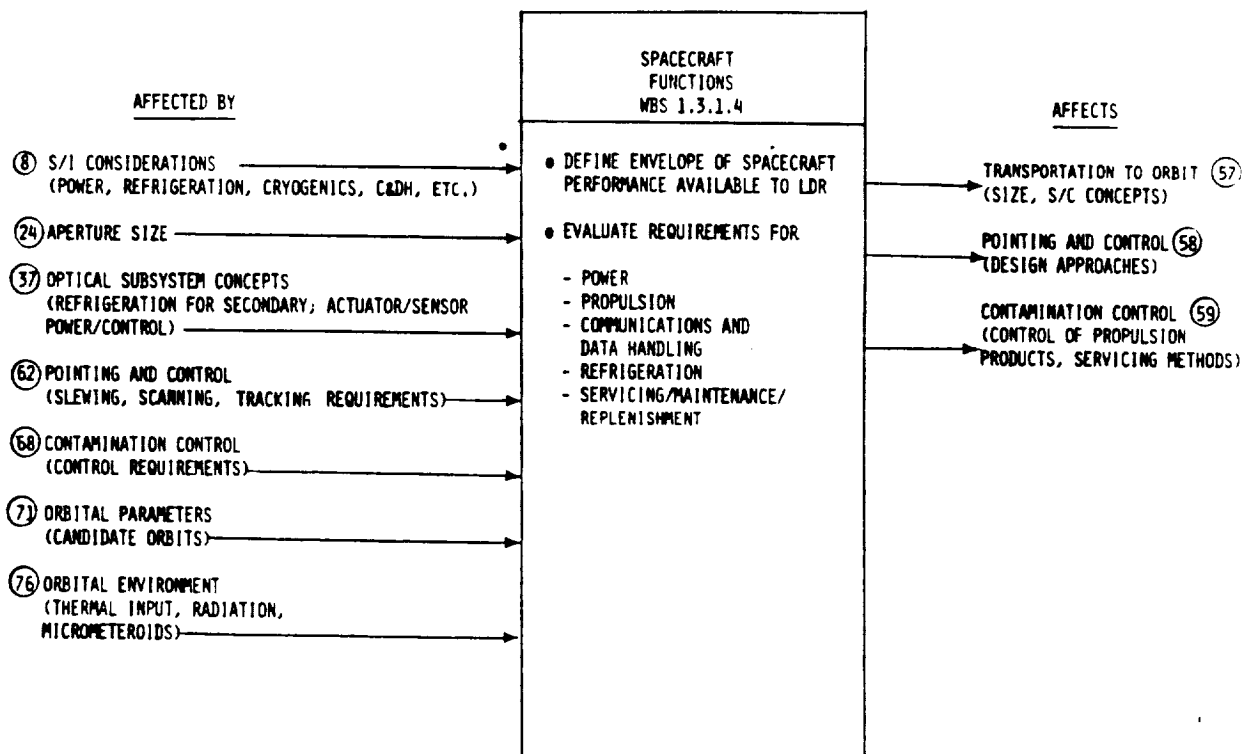 AFFECTED BY
⑧ S/I CONSIDERATIONS
(POWER, REFRIGERATION, CRYOGENICS, C&DH, ETC.)
㉔ APERTURE SIZE
㊲ OPTICAL SUBSYSTEM CONCEPTS
(REFRIGERATION FOR SECONDARY; ACTUATOR/SENSOR
POWER/CONTROL)
62 POINTING AND CONTROL
(SLEWING, SCANNING, TRACKING REQUIREMENTS)
68 CONTAMINATION CONTROL
(CONTROL REQUIREMENTS)
71 ORBITAL PARAMETERS
(CANDIDATE ORBITS)
76 ORBITAL ENVIRONMENT
(THERMAL INPUT, RADIATION,
MICROMETEROIDS)
SPACECRAFT
FUNCTIONS
WBS 1.3.1.4
• DEFINE ENVELOPE OF SPACECRAFT
PERFORMANCE AVAILABLE TO LDR
• EVALUATE REQUIREMENTS FOR
- POWER
- PROPULSION
- COMMUNICATIONS AND
DATA HANDLING
- REFRIGERATION
- SERVICING/MAINTENANCE/
REPLENISHMENT
AFFECTS
TRANSPORTATION TO ORBIT 57
(SIZE, S/C CONCEPTS)
POINTING AND CONTROL 58
(DESIGN APPROACHES)
CONTAMINATION CONTROL 59
(CONTROL OF PROPULSION
PRODUCTS, SERVICING METHODS)